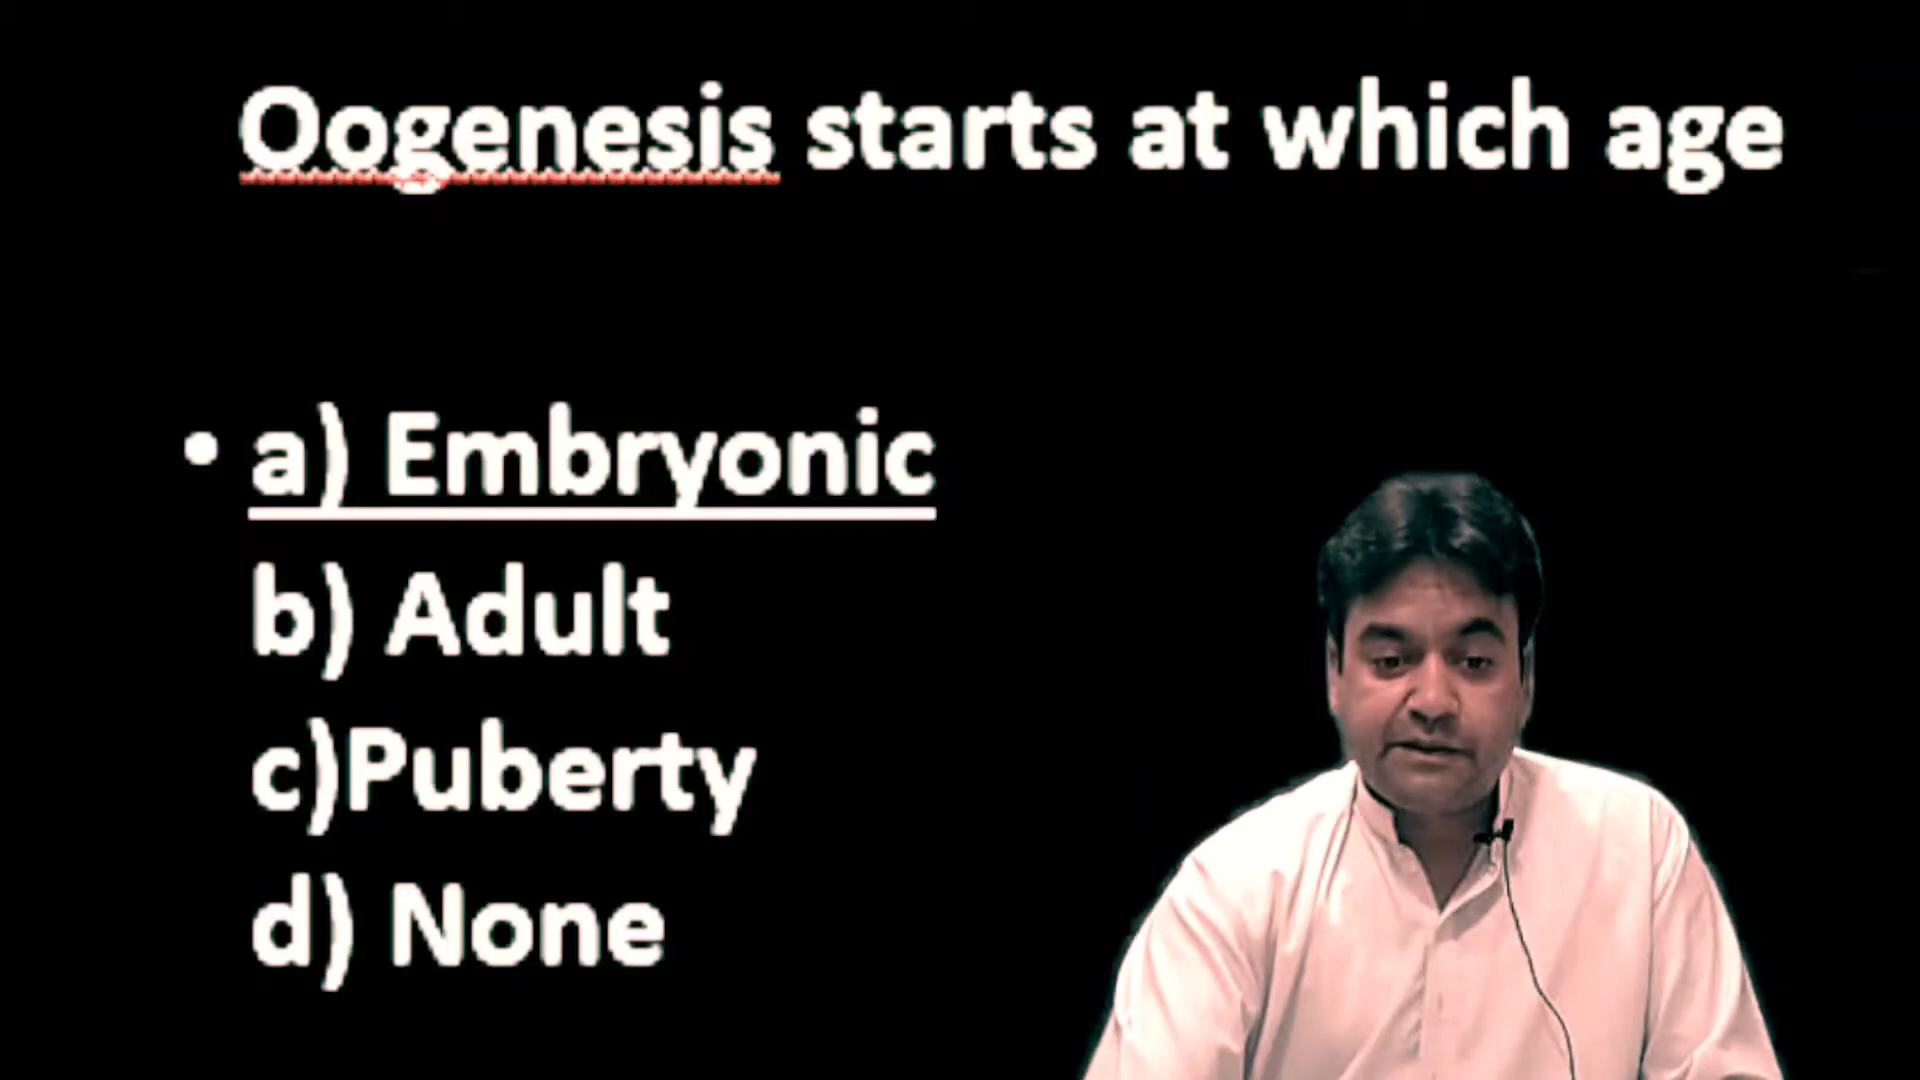 Oogenesis starts at which age
• a) Embryonic
b) Adult
c)Puberty
d) None